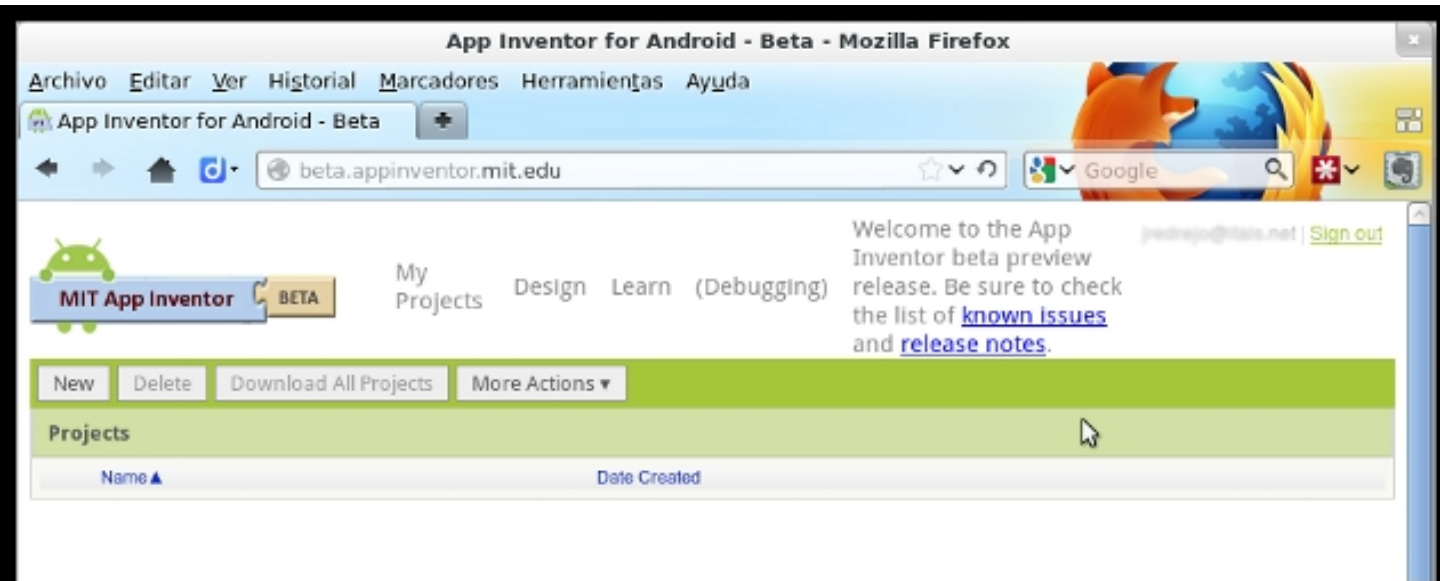 App Inventor for Android - Beta - Mozilla Firefox
Archivo Editar Ver Historial Marcadores Herramientas Ayuda
App Inventor for Android - Beta
beta.appinventor.mit.edu
Google
MIT App Inventor BETA
My Projects
Design
Learn
(Debugging)
Welcome to the App
Inventor beta preview
release. Be sure to check
the list of known issues
and release notes.
| Sign out
New Delete Download All Projects More Actions ▾
Projects
Name▲ Date Created